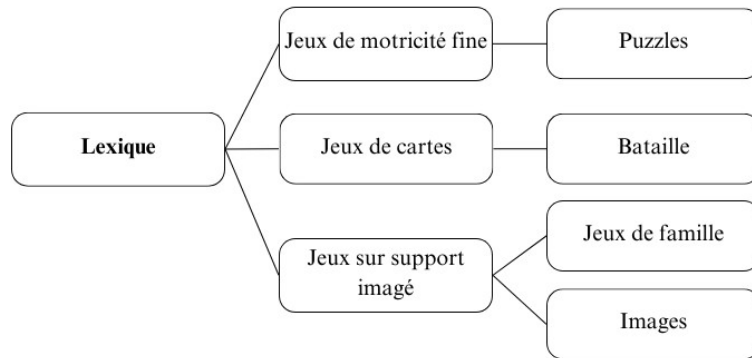 Jeux de motricité fine
Puzzles
Lexique
Jeux de cartes
Bataille
Jeux sur support
imagé
Jeux de famille
Images